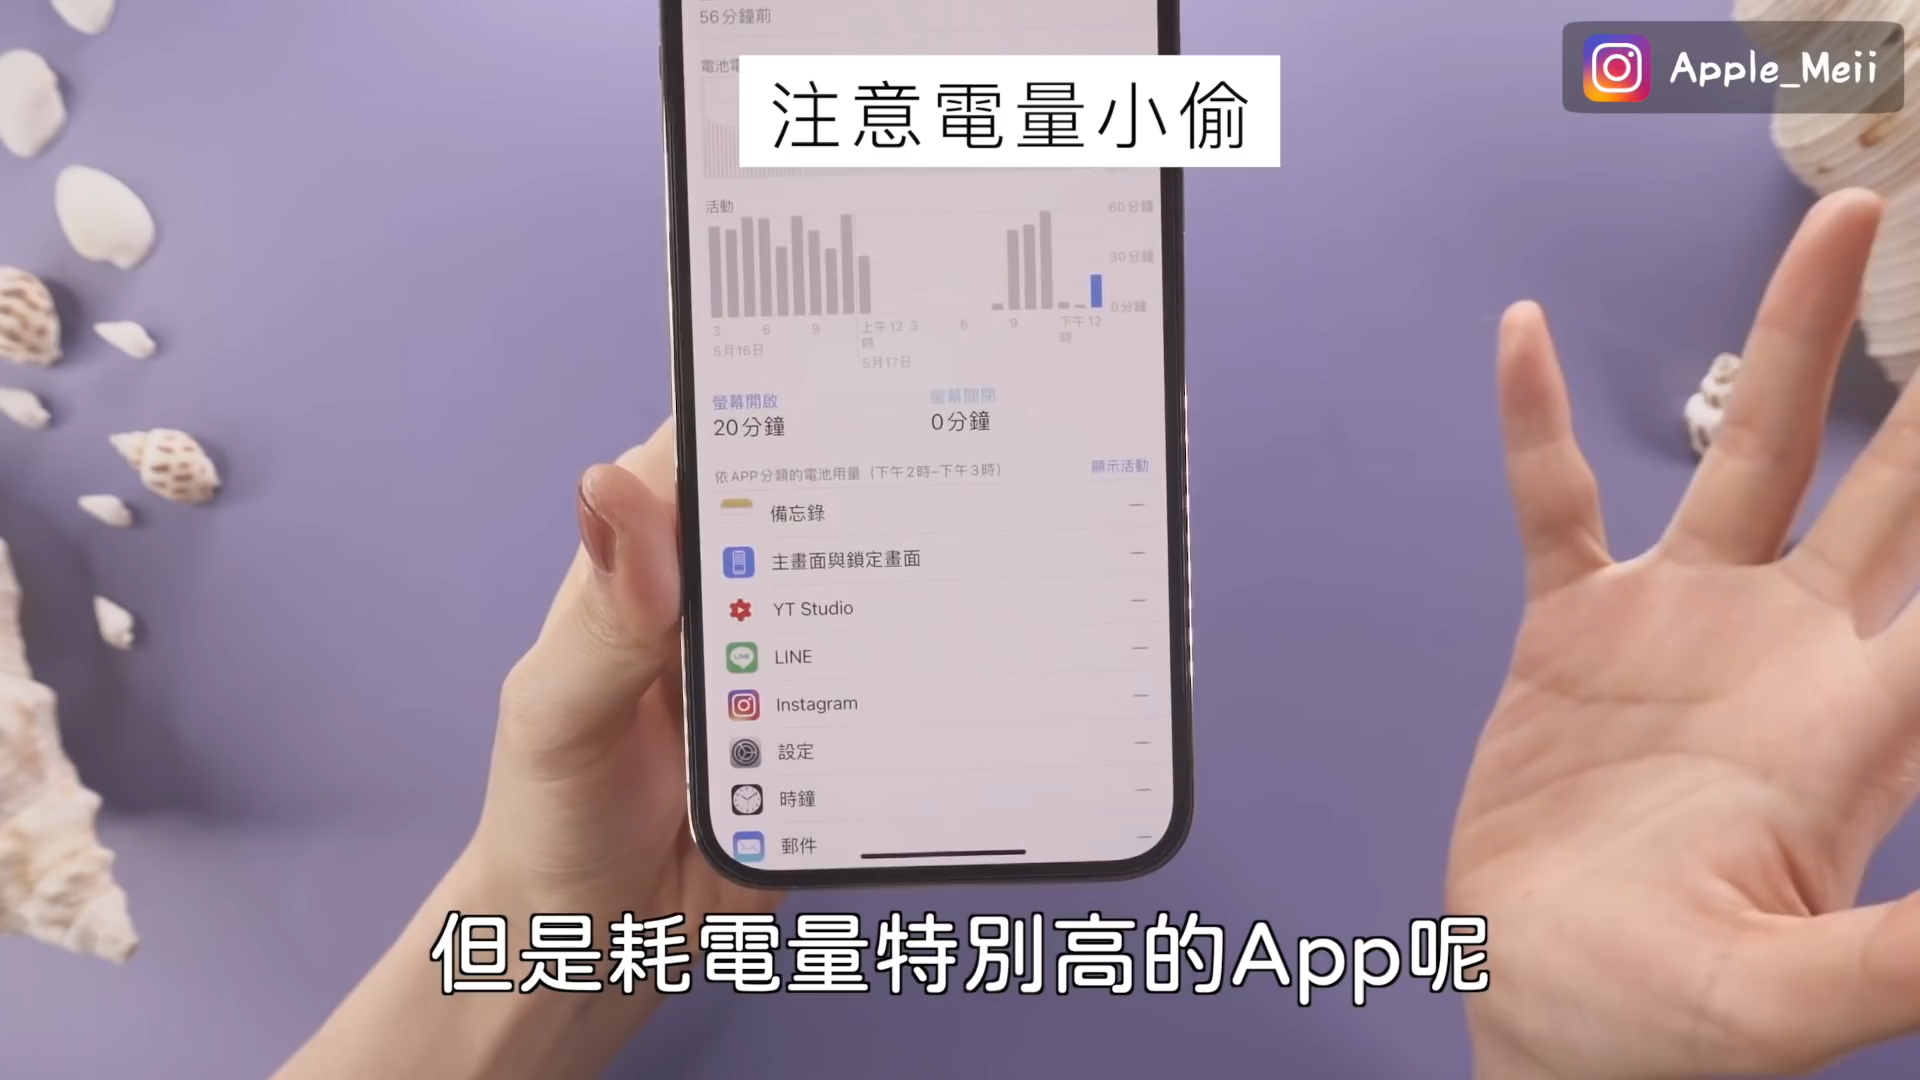 56分鐘前
Apple_Meii
注意電量小偷
活動
60分鐘
30分鐘
0分鐘
3 6 9 上午12時 3 6 9 下午12時
5月16日 5月17日
螢幕開啟 螢幕關閉
20分鐘 0分鐘
依APP分類的電池用量（下午2時–下午3時） 顯示活動
備忘錄 —
主畫面與鎖定畫面 —
YT Studio —
LINE —
Instagram —
設定 —
時鐘 —
郵件 —
但是耗電量特別高的App呢